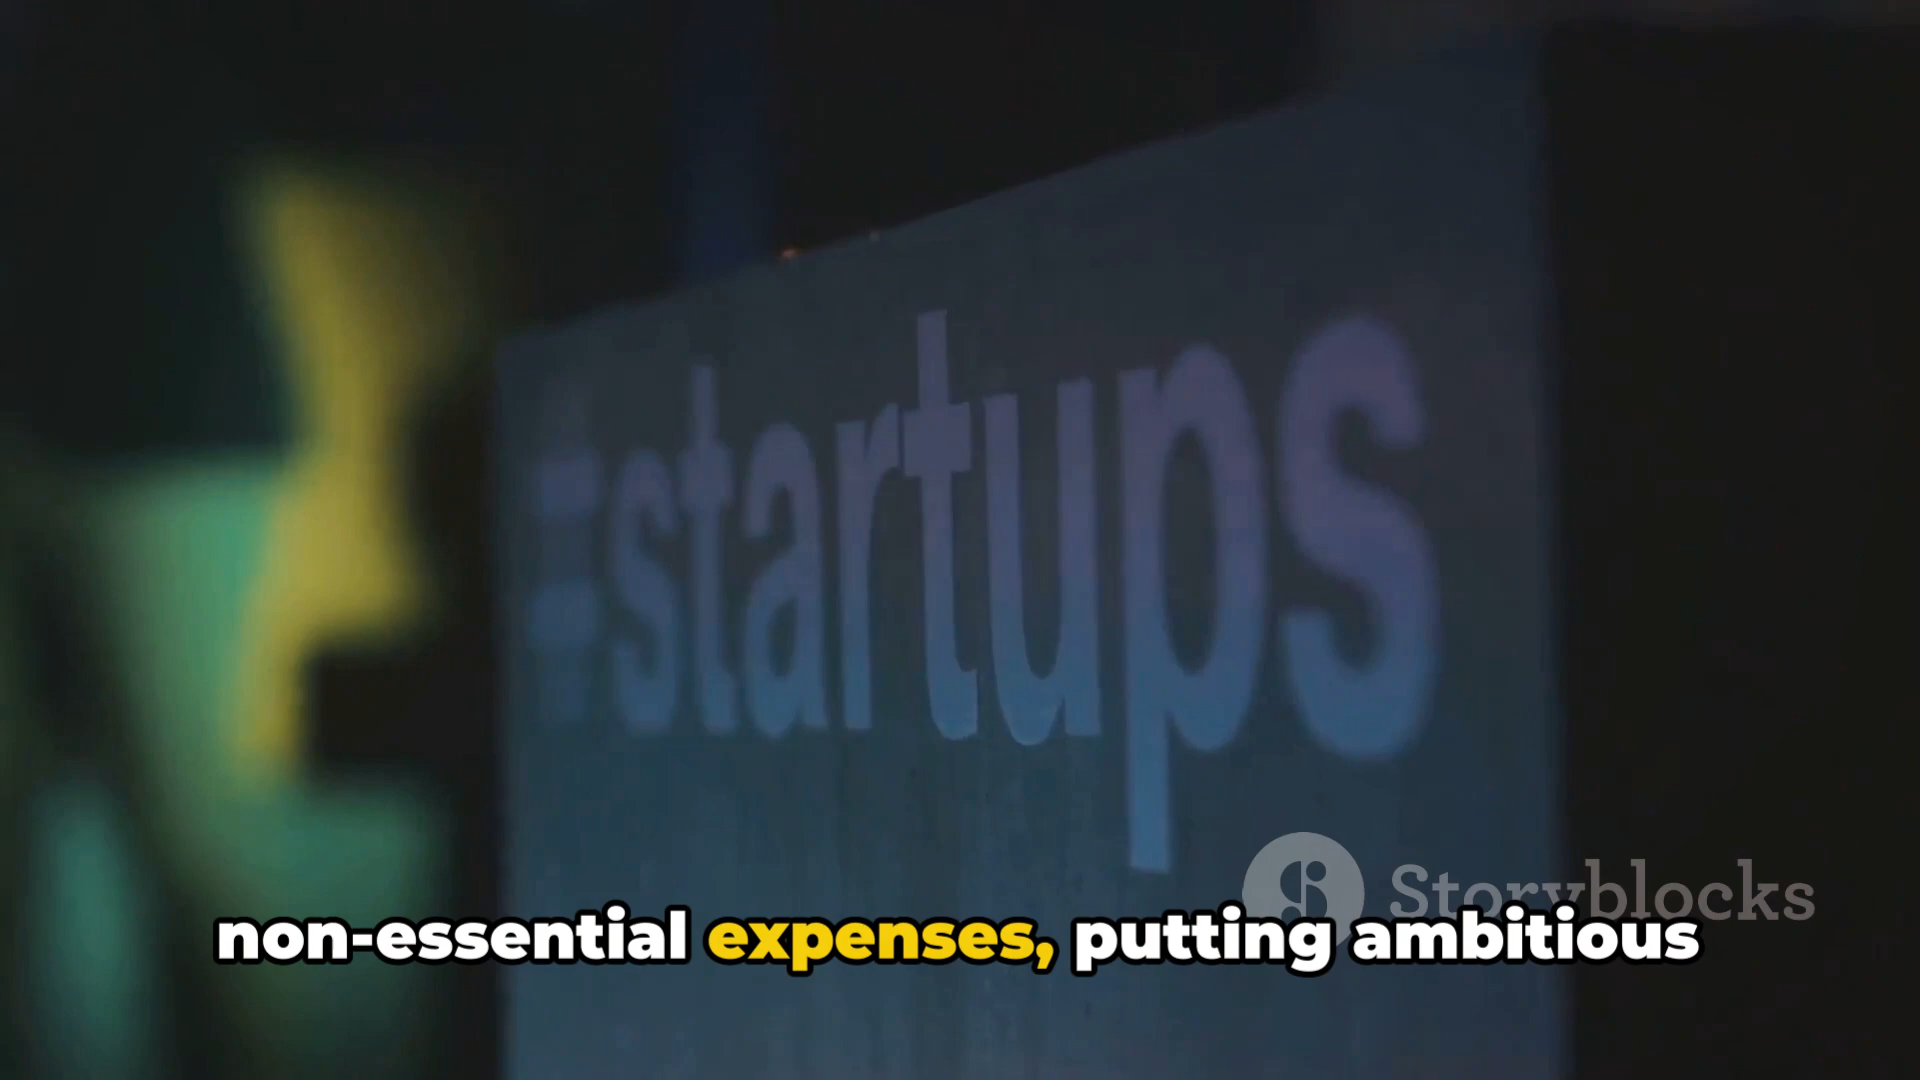 #startups
Storyblocks
non-essential expenses, putting ambitious